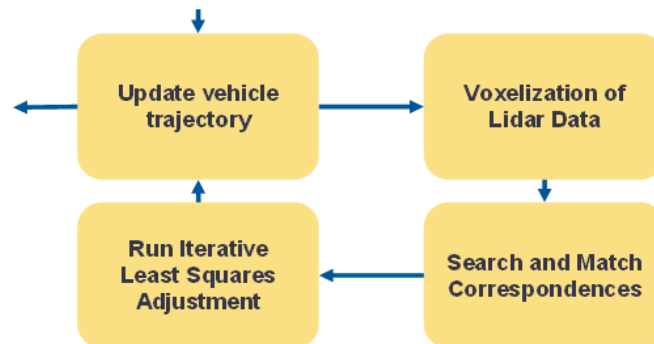 Update vehicle
trajectory
Voxelization of
Lidar Data
Run Iterative
Least Squares
Adjustment
Search and Match
Correspondences